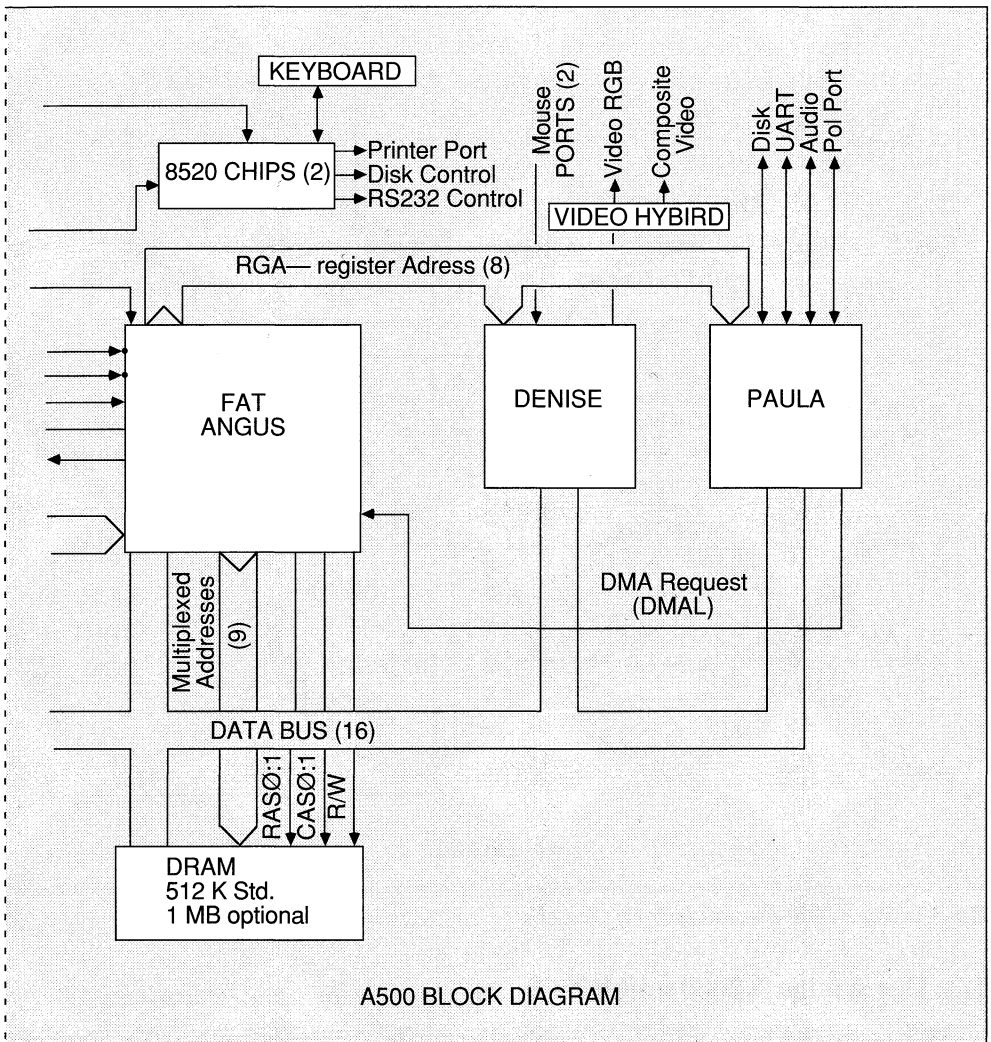 KEYBOARD
8520 CHIPS (2)
Printer Port
Disk Control
RS232 Control
Mouse
PORTS (2)
Video RGB
Composite
Video
Disk
UART
Audio
Pol Port
VIDEO HYBIRD
RGA— register Adress (8)
FAT
ANGUS
DENISE
PAULA
DMA Request
(DMAL)
Multiplexed
Addresses
(9)
DATA BUS (16)
RASØ:1
CASØ:1
R/W
DRAM
512 K Std.
1 MB optional
A500 BLOCK DIAGRAM